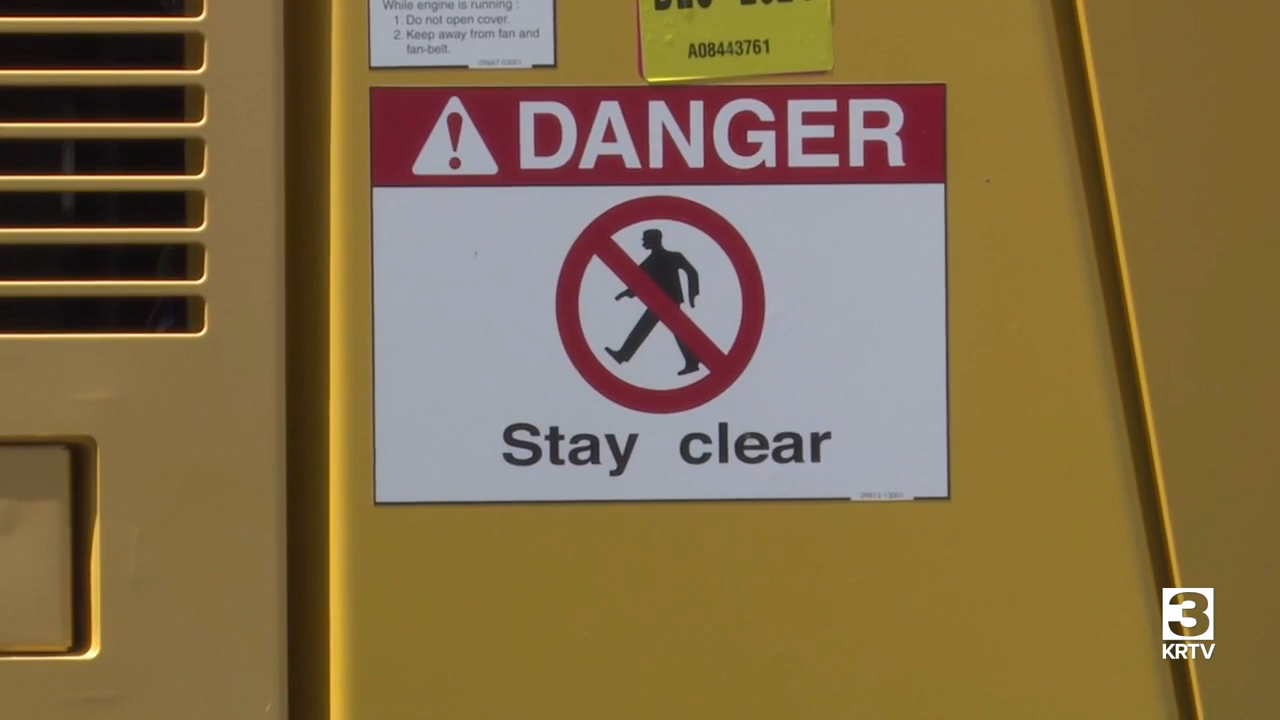 While engine is running :
1. Do not open cover.
2. Keep away from fan and
fan-belt.
A08443761
DANGER
Stay clear
3
KRTV